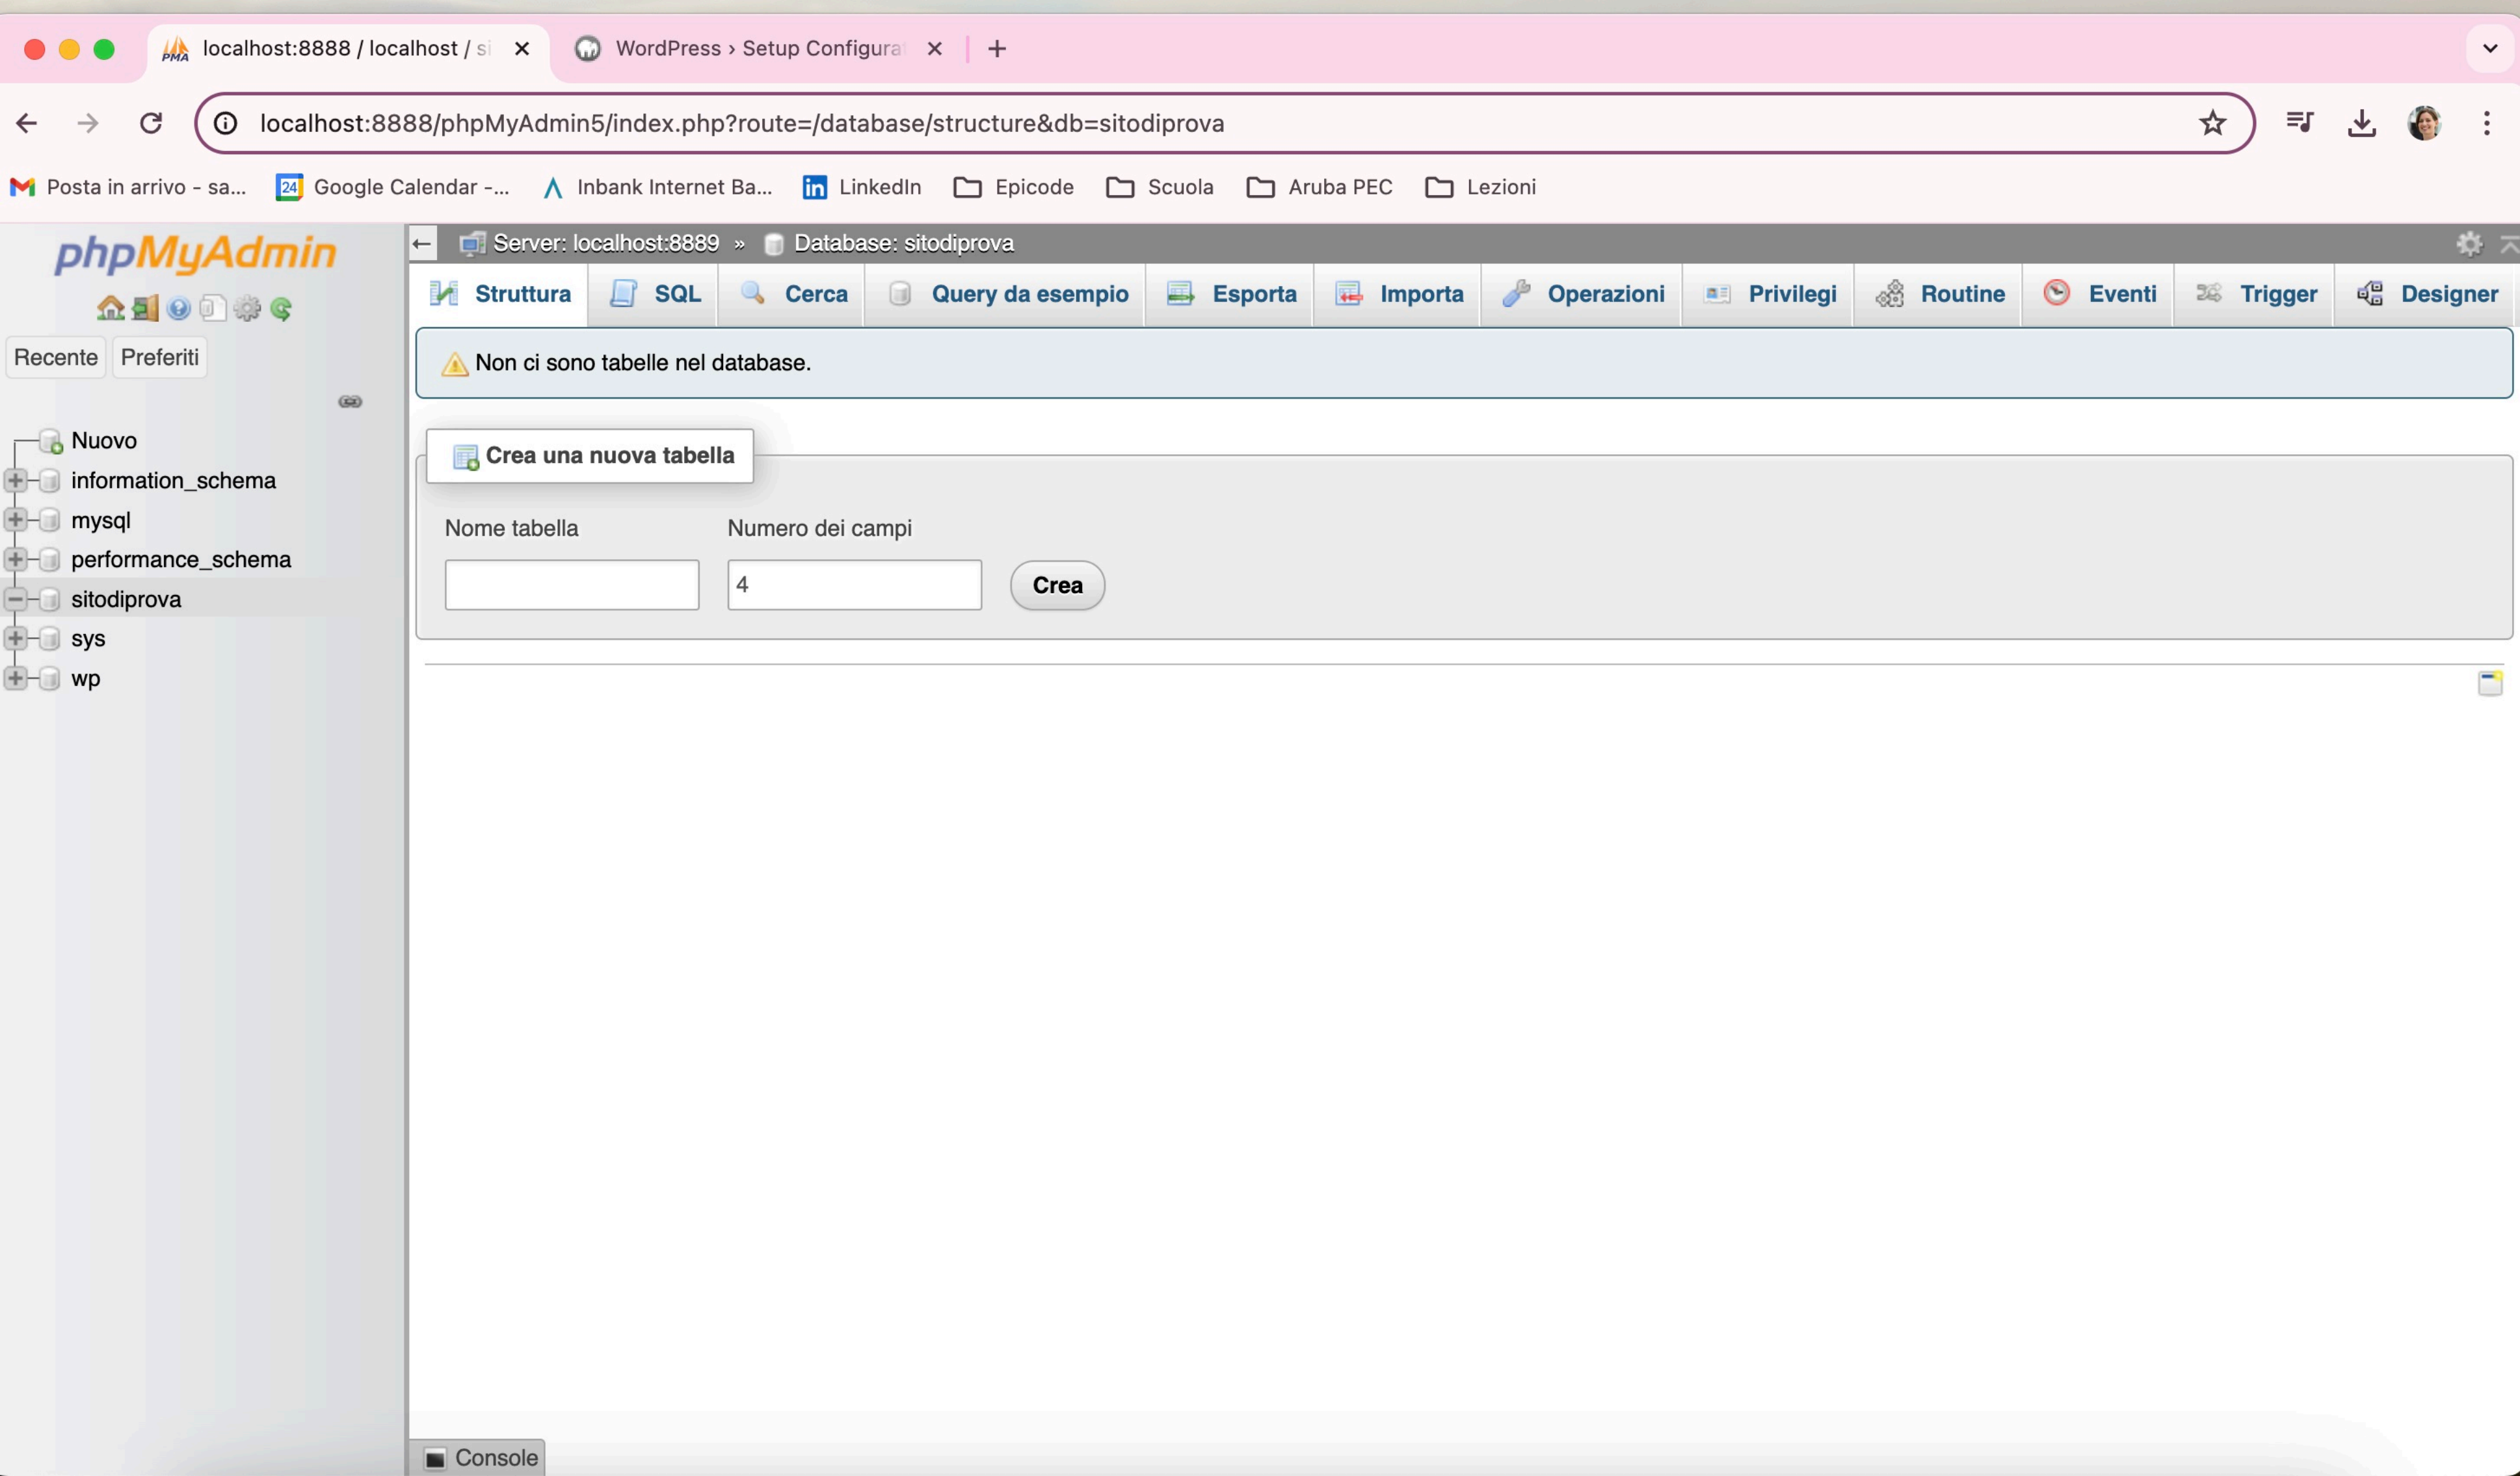 localhost:8888 / localhost / si
WordPress › Setup Configura
localhost:8888/phpMyAdmin5/index.php?route=/database/structure&db=sitodiprova
Posta in arrivo - sa...
24 Google Calendar -...
Inbank Internet Ba...
in LinkedIn
Epicode
Scuola
Aruba PEC
Lezioni
phpMyAdmin
Recente Preferiti
Nuovo
information_schema
mysql
performance_schema
sitodiprova
sys
wp
Server: localhost:8889 » Database: sitodiprova
Struttura SQL Cerca Query da esempio Esporta Importa Operazioni Privilegi Routine Eventi Trigger Designer
Non ci sono tabelle nel database.
Crea una nuova tabella
Nome tabella Numero dei campi
4 Crea
Console